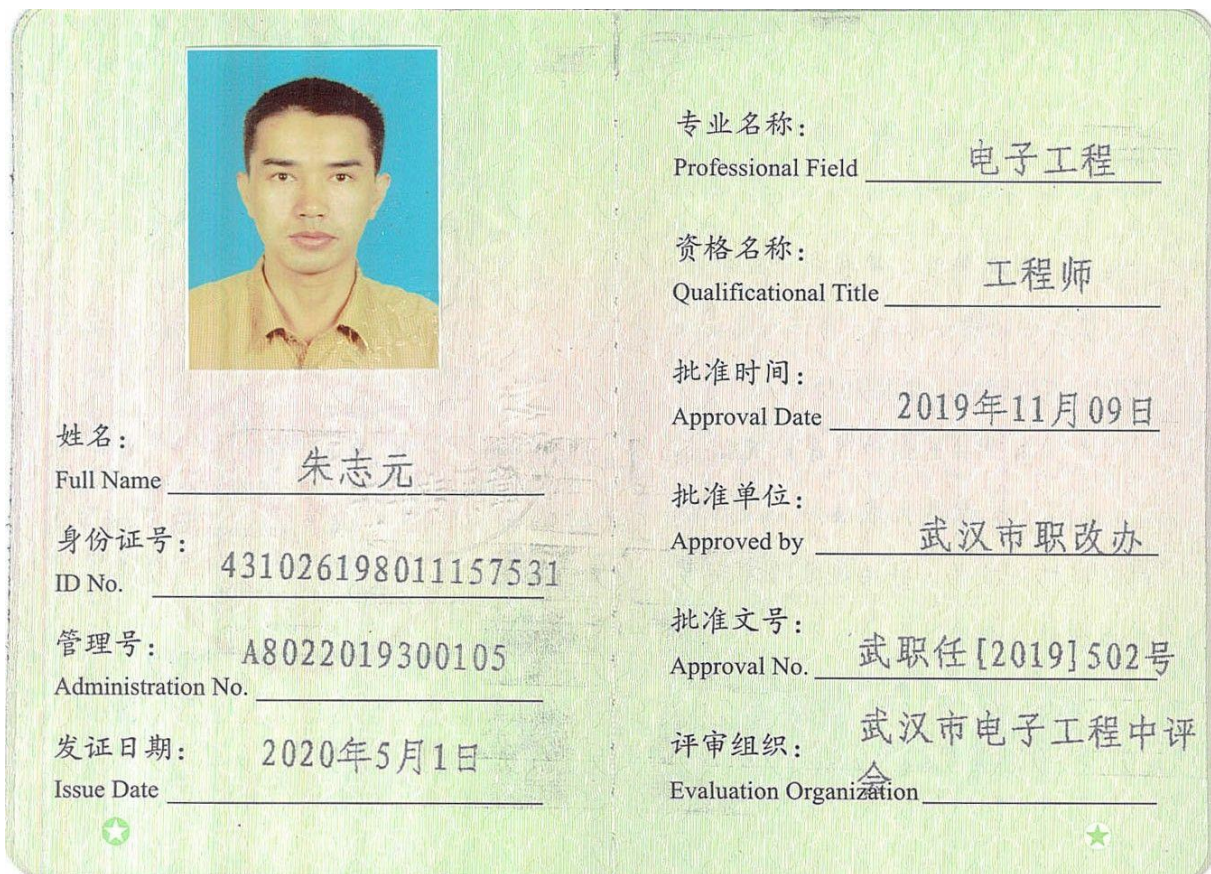 姓名：
Full Name 朱志元
身份证号：
ID No. 431026198011157531
管理号：
Administration No. A8022019300105
发证日期：
Issue Date 2020年5月1日
专业名称：
Professional Field 电子工程
资格名称：
Qualificational Title 工程师
批准时间：
Approval Date 2019年11月09日
批准单位：
Approved by 武汉市职改办
批准文号：
Approval No. 武职任[2019]502号
评审组织： 武汉市电子工程中评
Evaluation Organization 会